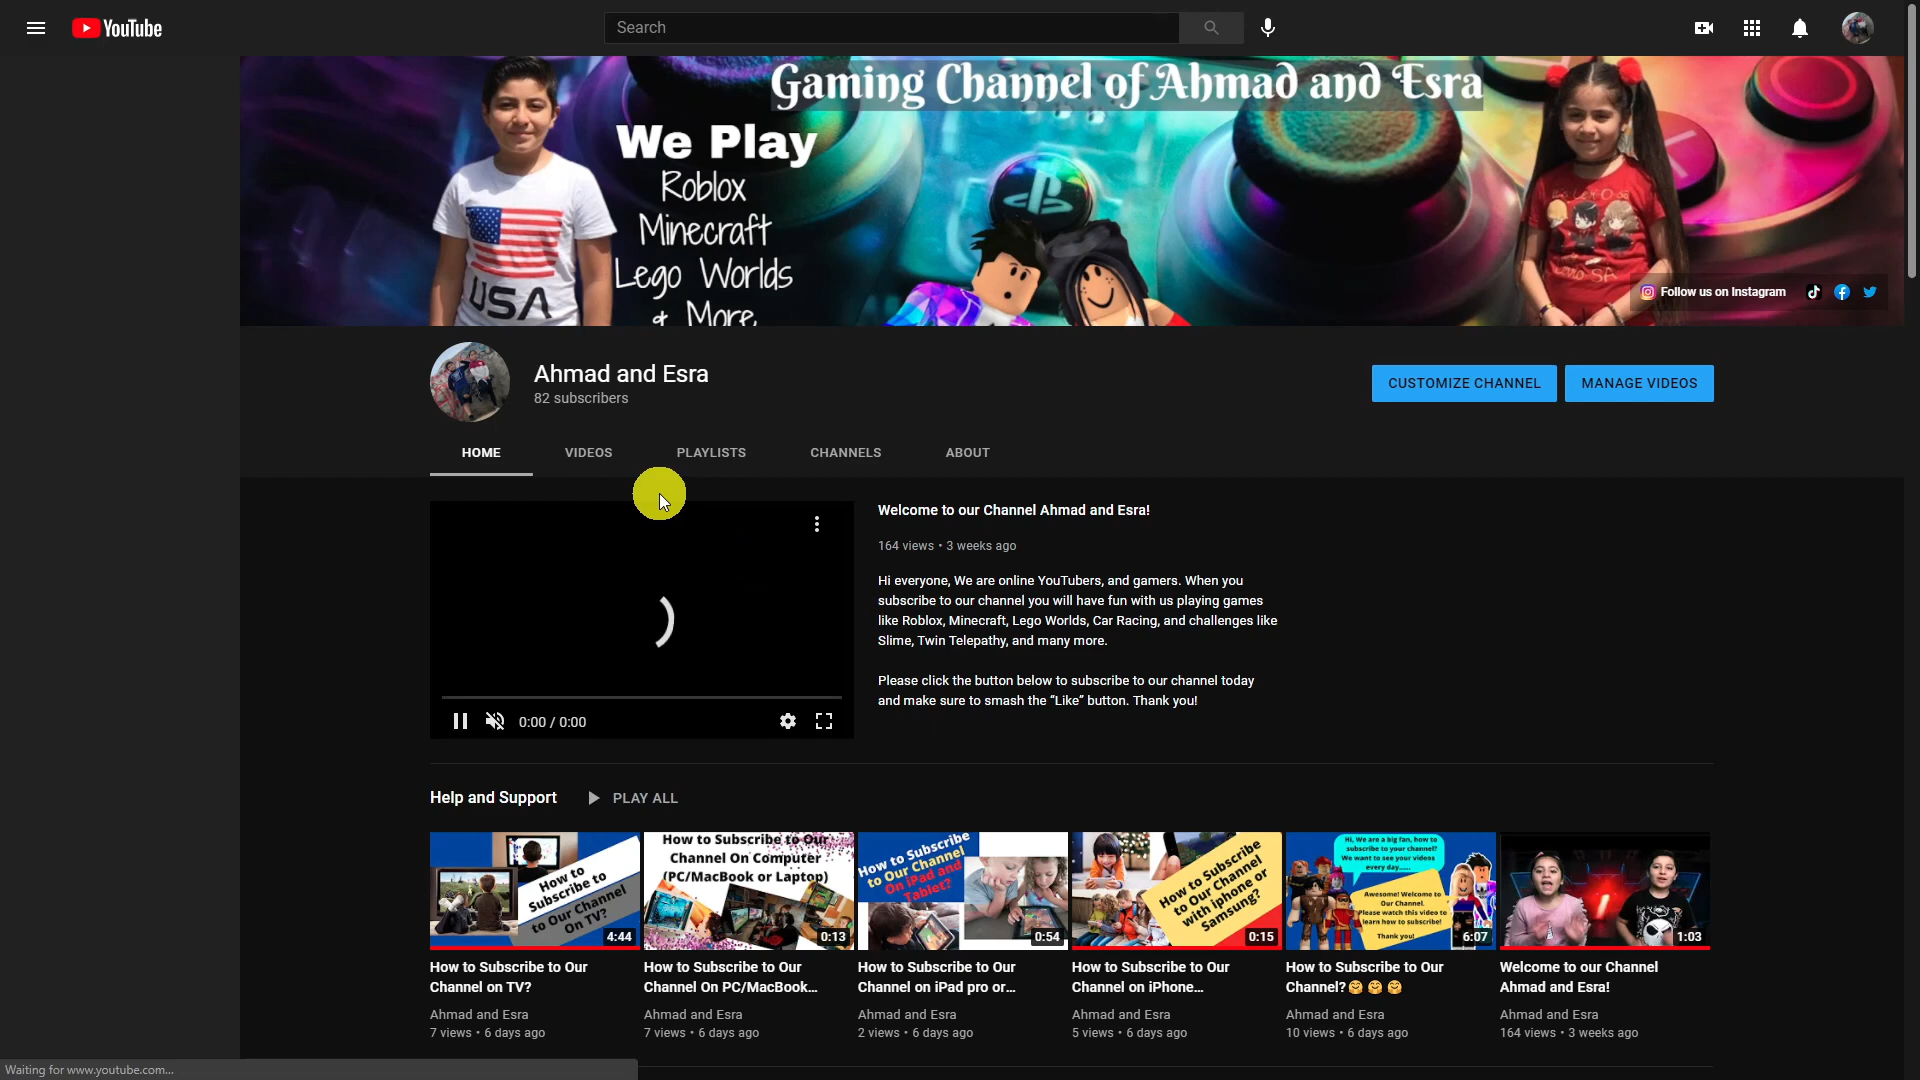 YouTube
Search
Gaming Channel of Ahmad and Esra
We Play
Roblox
Minecraft
Lego Worlds
& More
USA
Follow us on Instagram
Ahmad and Esra
82 subscribers
CUSTOMIZE CHANNEL
MANAGE VIDEOS
HOME
VIDEOS
PLAYLISTS
CHANNELS
ABOUT
Welcome to our Channel Ahmad and Esra!
164 views • 3 weeks ago
Hi everyone, We are online YouTubers, and gamers. When you
subscribe to our channel you will have fun with us playing games
like Roblox, Minecraft, Lego Worlds, Car Racing, and challenges like
Slime, Twin Telepathy, and many more.
Please click the button below to subscribe to our channel today
and make sure to smash the “Like” button. Thank you!
0:00 / 0:00
Help and Support
PLAY ALL
How to
Subscribe to
Our Channel
On TV?
4:44
How to Subscribe to Our
Channel On Computer
(PC/MacBook or Laptop)
0:13
How to Subscribe
to Our Channel
On iPad and
Tablet?
0:54
How to Subscribe
to Our Channel
with iphone or
Samsung?
0:15
Hi, We are a big fan, how to
subscribe to your channel?
We want to see your videos
every day.....
Awesome! Welcome to
Our Channel.
Please watch this video to
learn how to subscribe!
Thank you!
6:07
1:03
How to Subscribe to Our
Channel on TV?
Ahmad and Esra
7 views • 6 days ago
How to Subscribe to Our
Channel On PC/MacBook...
Ahmad and Esra
7 views • 6 days ago
How to Subscribe to Our
Channel on iPad pro or...
Ahmad and Esra
2 views • 6 days ago
How to Subscribe to Our
Channel on iPhone...
Ahmad and Esra
5 views • 6 days ago
How to Subscribe to Our
Channel?🤗 🤗 🤗
Ahmad and Esra
10 views • 6 days ago
Welcome to our Channel
Ahmad and Esra!
Ahmad and Esra
164 views • 3 weeks ago
Waiting for www.youtube.com...